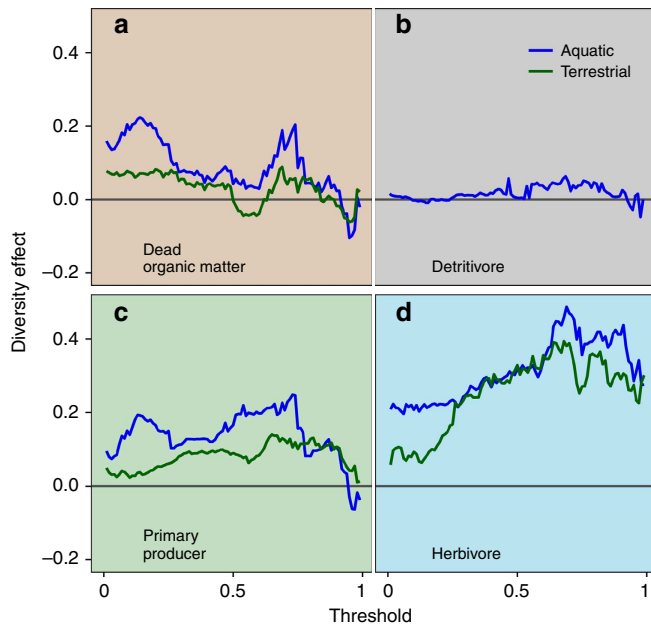 a
b
Aquatic
Terrestrial
0.4
0.2
0.0
−0.2
Dead
organic matter
Detritivore
Diversity effect
c
d
0.4
0.2
0.0
−0.2
Primary
producer
Herbivore
0
0.5
1
0
0.5
1
Threshold